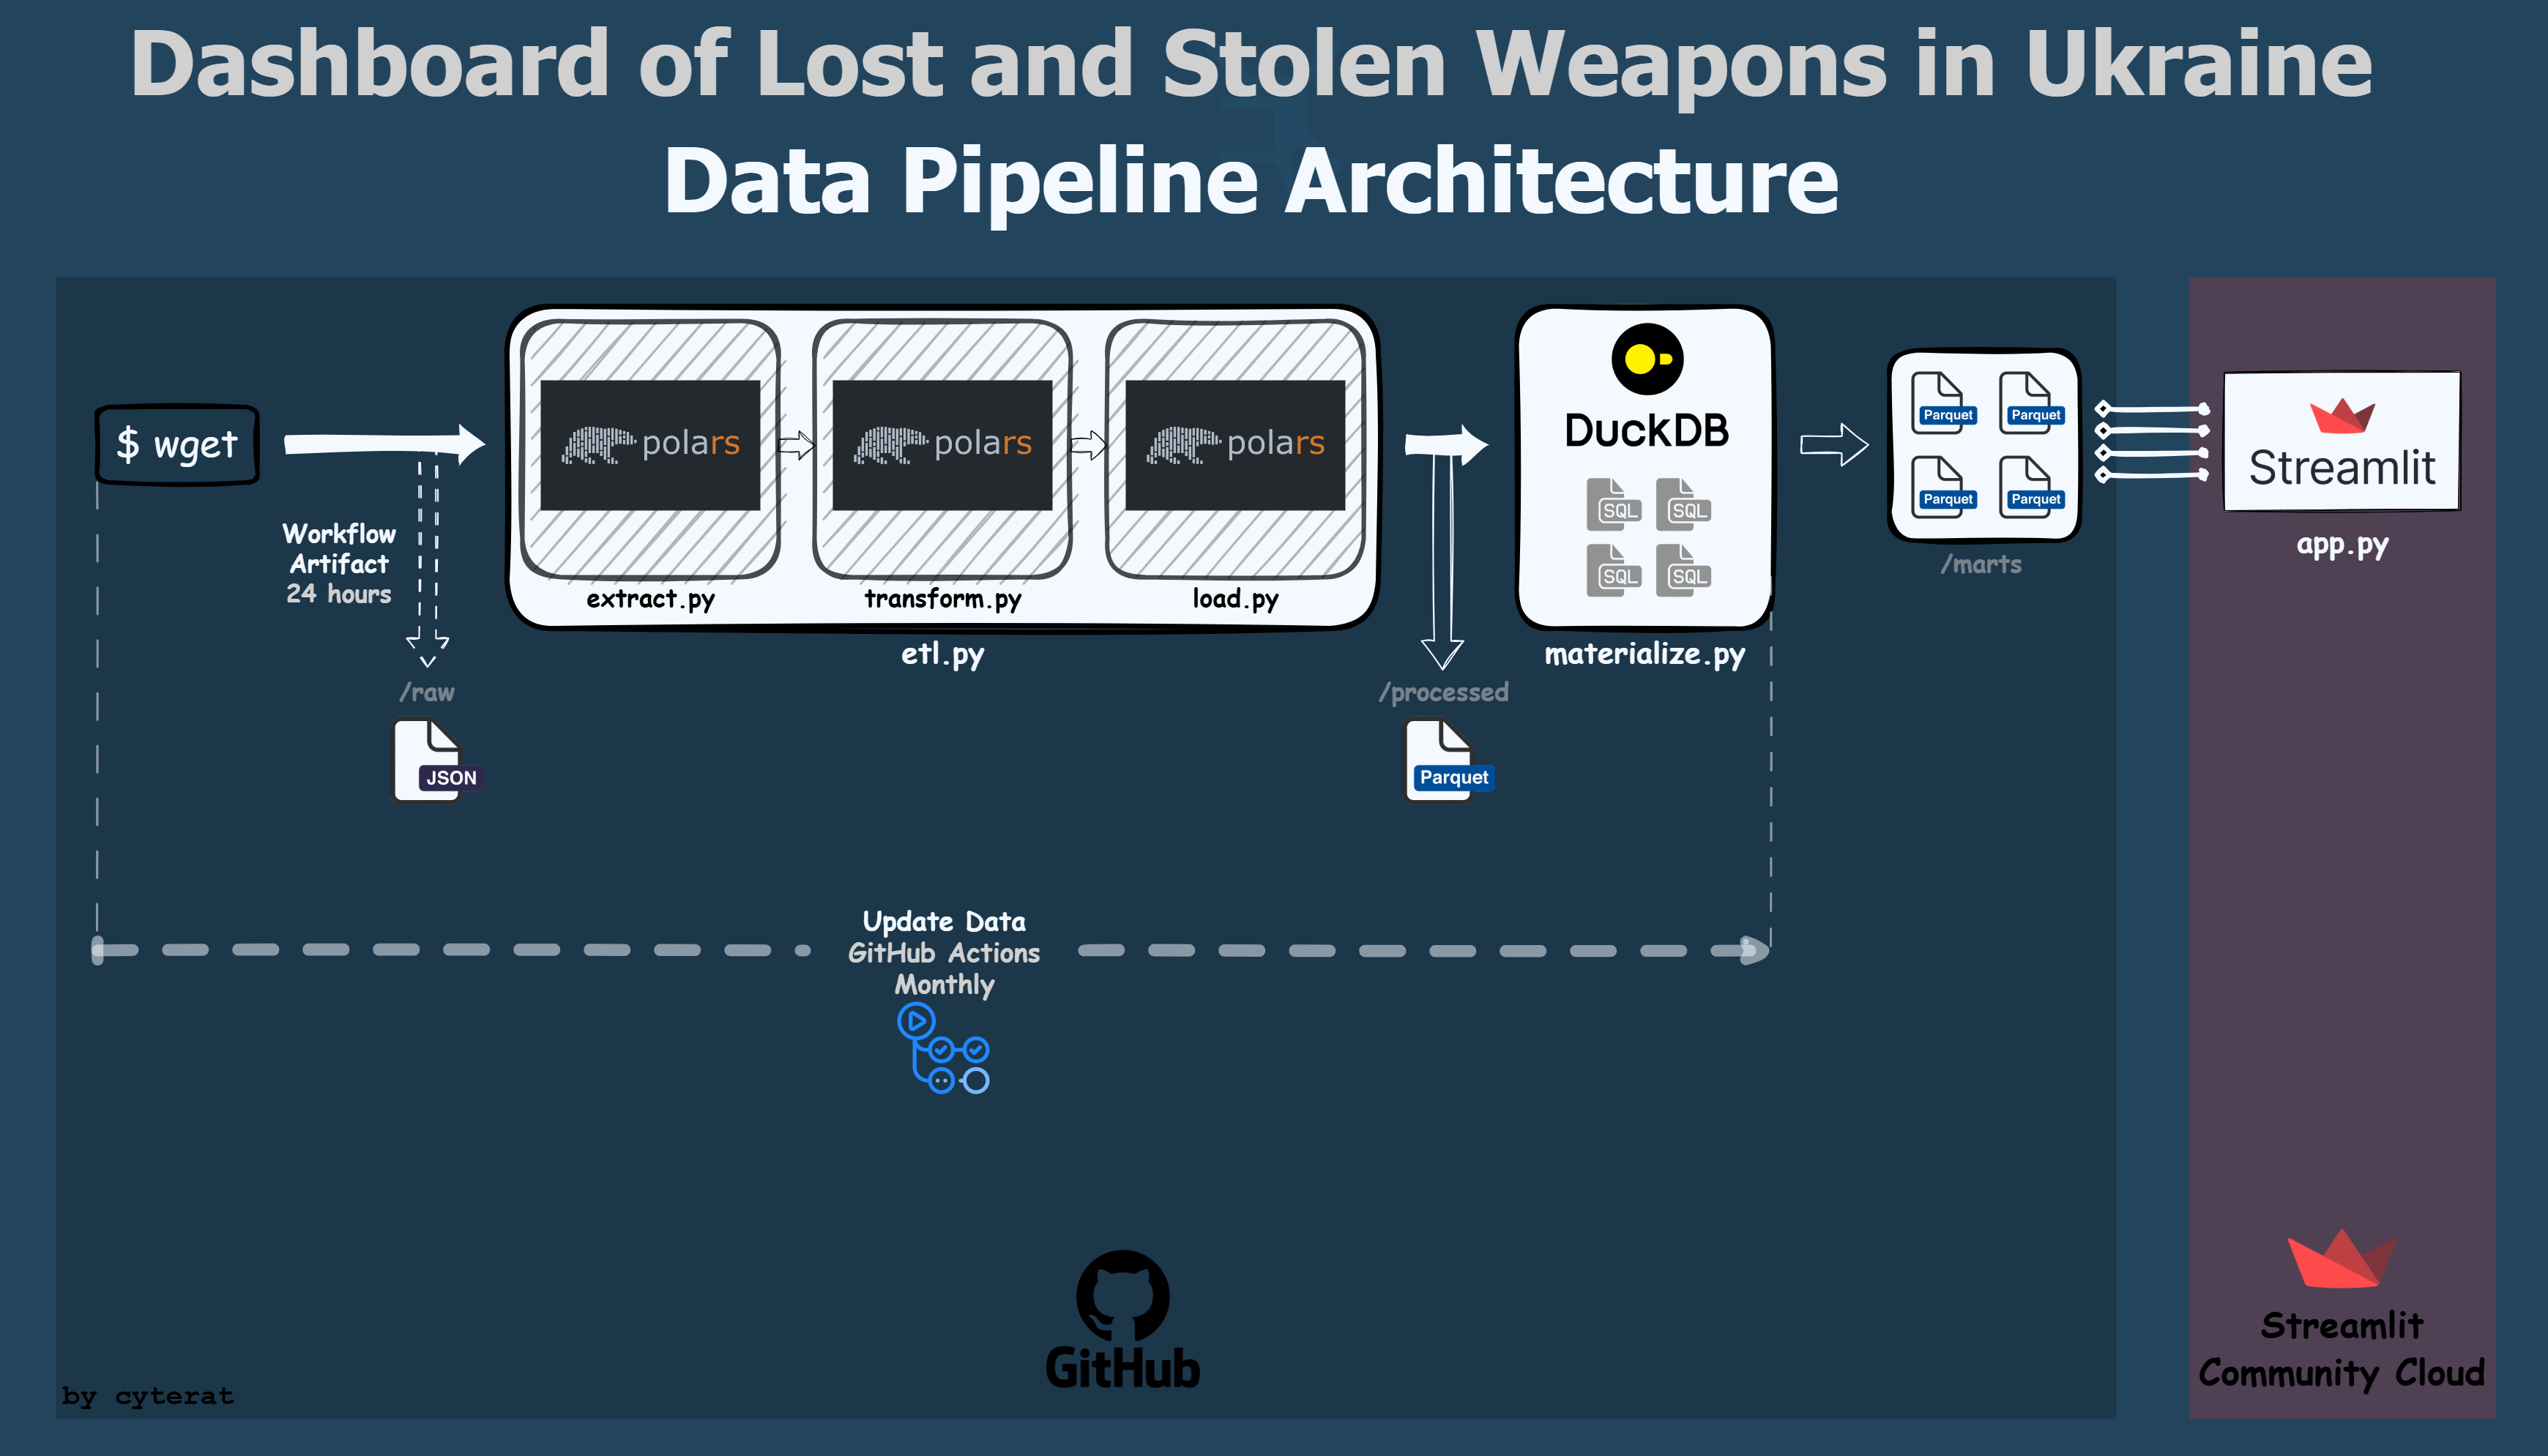 Dashboard of Lost and Stolen Weapons in Ukraine
Data Pipeline Architecture
$ wget
Workflow
Artifact
24 hours
/raw
JSON
polars
extract.py
polars
transform.py
polars
load.py
etl.py
/processed
Parquet
DuckDB
SQL
SQL
SQL
SQL
materialize.py
Parquet
Parquet
Parquet
Parquet
/marts
Streamlit
app.py
Update Data
GitHub Actions
Monthly
GitHub
by cyterat
Streamlit
Community Cloud